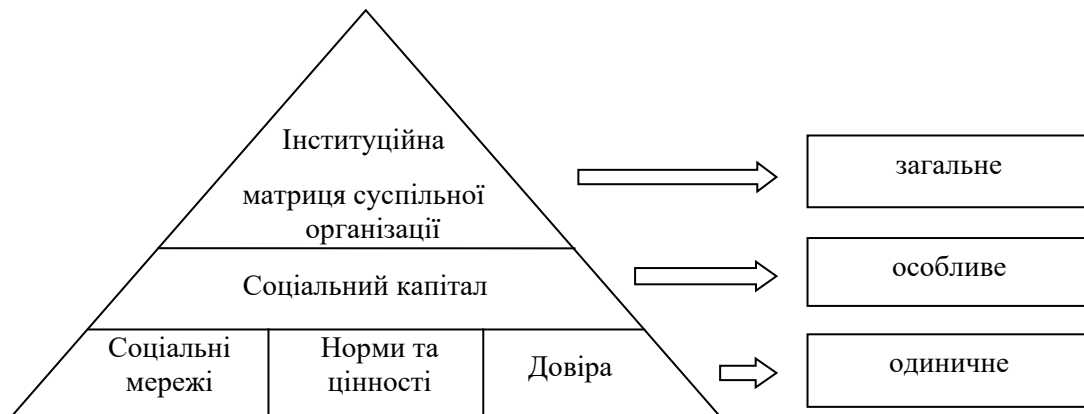 Інституційна
матриця суспільної
організації
загальне
Соціальний капітал
особливе
Соціальні
мережі
Норми та
цінності
Довіра
одиничне